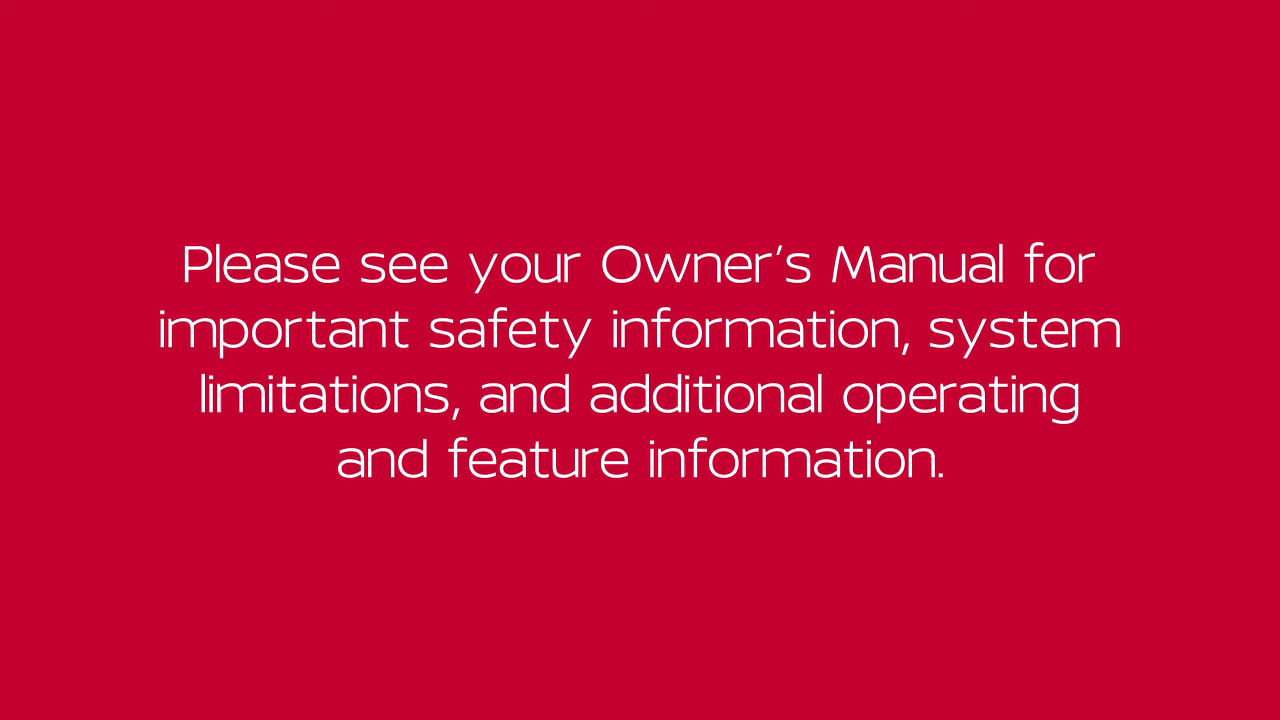 Please see your Owner’s Manual for
important safety information, system
limitations, and additional operating
and feature information.